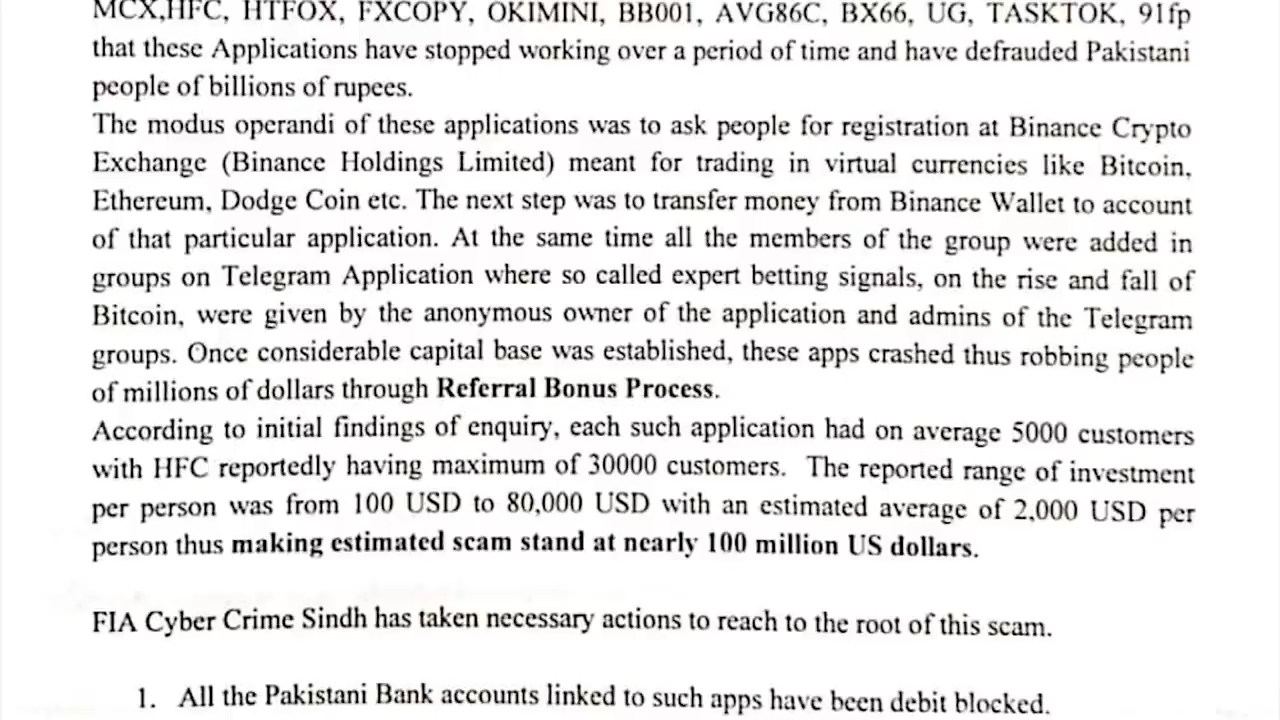 MCX,HFC, HTFOX, FXCOPY, OKIMINI, BB001, AVG86C, BX66, UG, TASKTOK, 91fp
that these Applications have stopped working over a period of time and have defrauded Pakistani
people of billions of rupees.
The modus operandi of these applications was to ask people for registration at Binance Crypto
Exchange (Binance Holdings Limited) meant for trading in virtual currencies like Bitcoin,
Ethereum, Dodge Coin etc. The next step was to transfer money from Binance Wallet to account
of that particular application. At the same time all the members of the group were added in
groups on Telegram Application where so called expert betting signals, on the rise and fall of
Bitcoin, were given by the anonymous owner of the application and admins of the Telegram
groups. Once considerable capital base was established, these apps crashed thus robbing people
of millions of dollars through Referral Bonus Process.
According to initial findings of enquiry, each such application had on average 5000 customers
with HFC reportedly having maximum of 30000 customers. The reported range of investment
per person was from 100 USD to 80,000 USD with an estimated average of 2,000 USD per
person thus making estimated scam stand at nearly 100 million US dollars.
FIA Cyber Crime Sindh has taken necessary actions to reach to the root of this scam.
1. All the Pakistani Bank accounts linked to such apps have been debit blocked.